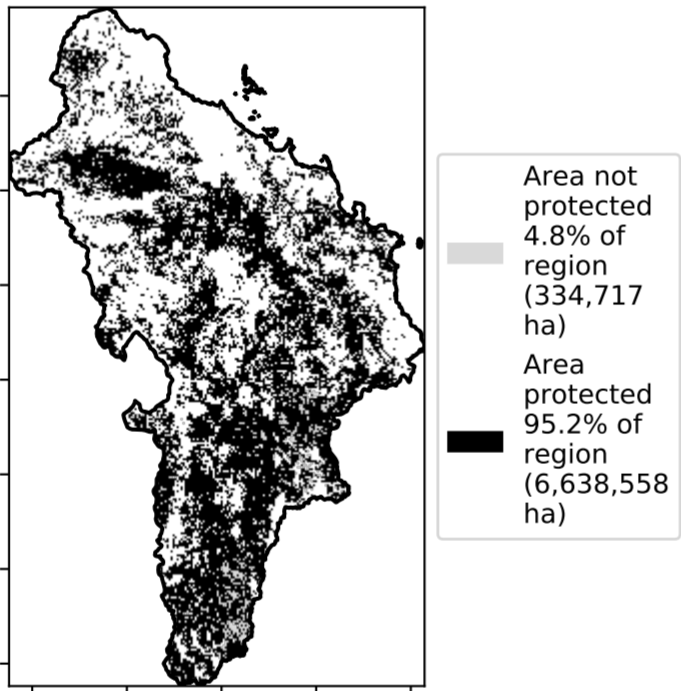 Area not
protected
4.8% of
region
(334,717
ha)
Area
protected
95.2% of
region
(6,638,558
ha)